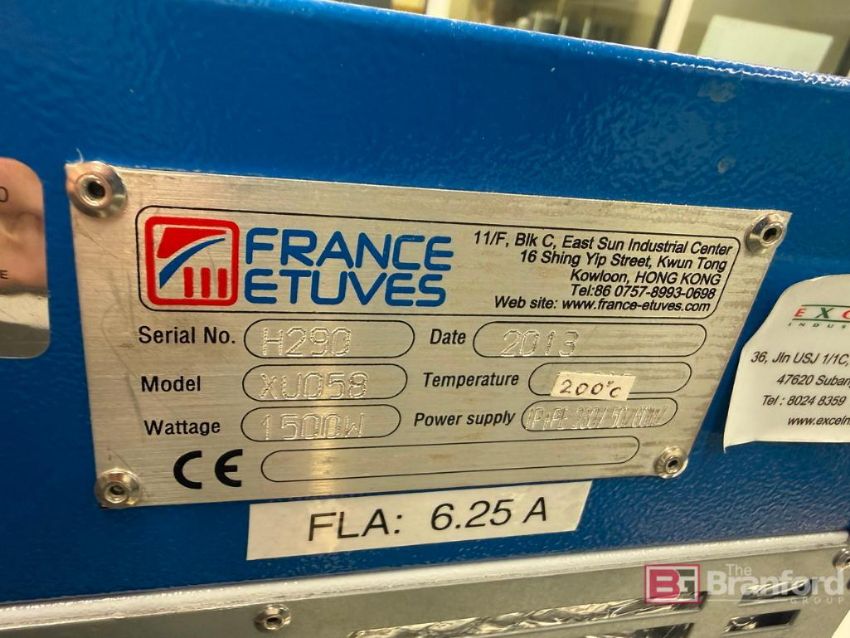 FRANCE
ETUVES
11/F, Blk C, East Sun Industrial Center
16 Shing Yip Street, Kwun Tong
Kowloon, HONG KONG
Tel:86 0757-8993-0698
Web site: www.france-etuves.com
Serial No. H290 Date 2013
Model XU058 Temperature 200°C
Wattage 1500W Power supply
CE
FLA: 6.25 A
36, Jln USJ 1/1C,
47620
Tel : 8024 8359
The
Branford
GROUP
BG